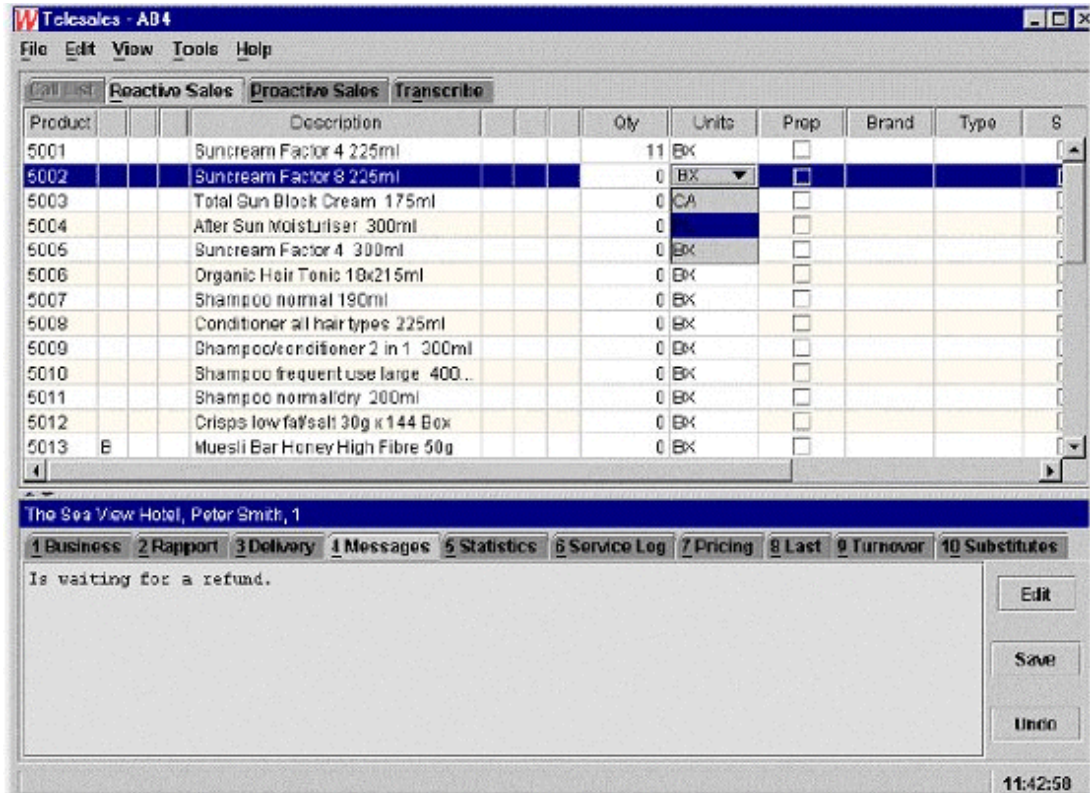 Telesales - AB4
File Edit View Tools Help
Call List Reactive Sales Proactive Sales Transcribe
Product Description Qty Units Prop Brand Type S
5001 Suncream Factor 4 225ml 11 BX
5002 Suncream Factor 8 225ml 0 BX
5003 Total Sun Block Cream 175ml 0 CA
5004 After Sun Moisturiser 300ml 0
5005 Suncream Factor 4 300ml 0 BX
5006 Organic Hair Tonic 18x215ml 0 BX
5007 Shampoo normal 190ml 0 BX
5008 Conditioner all hair types 225ml 0 BX
5009 Shampoo/conditioner 2 in 1 300ml 0 BX
5010 Shampoo frequent use large 400... 0 BX
5011 Shampoo normal/dry 200ml 0 BX
5012 Crisps low fat/salt 30g x 144 Box 0 BX
5013 B Muesli Bar Honey High Fibre 50g 0 BX
The Sea View Hotel, Peter Smith, 1
1 Business 2 Rapport 3 Delivery 4 Messages 5 Statistics 6 Service Log 7 Pricing 8 Last 9 Turnover 10 Substitutes
Is waiting for a refund.
Edit
Save
Undo
11:42:58